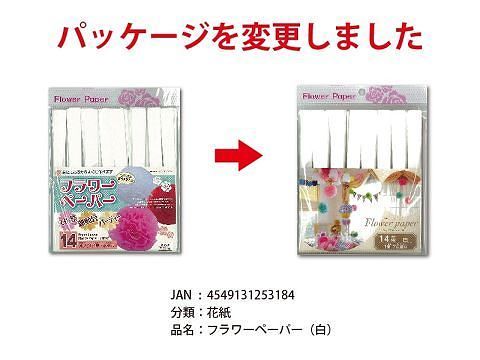 パッケージを変更しました
Flower Paper
フラワー
ペーパー
14
Flower Paper
Flower paper
14
JAN ：4549131253184
分類：花紙
品名：フラワーペーパー（白）